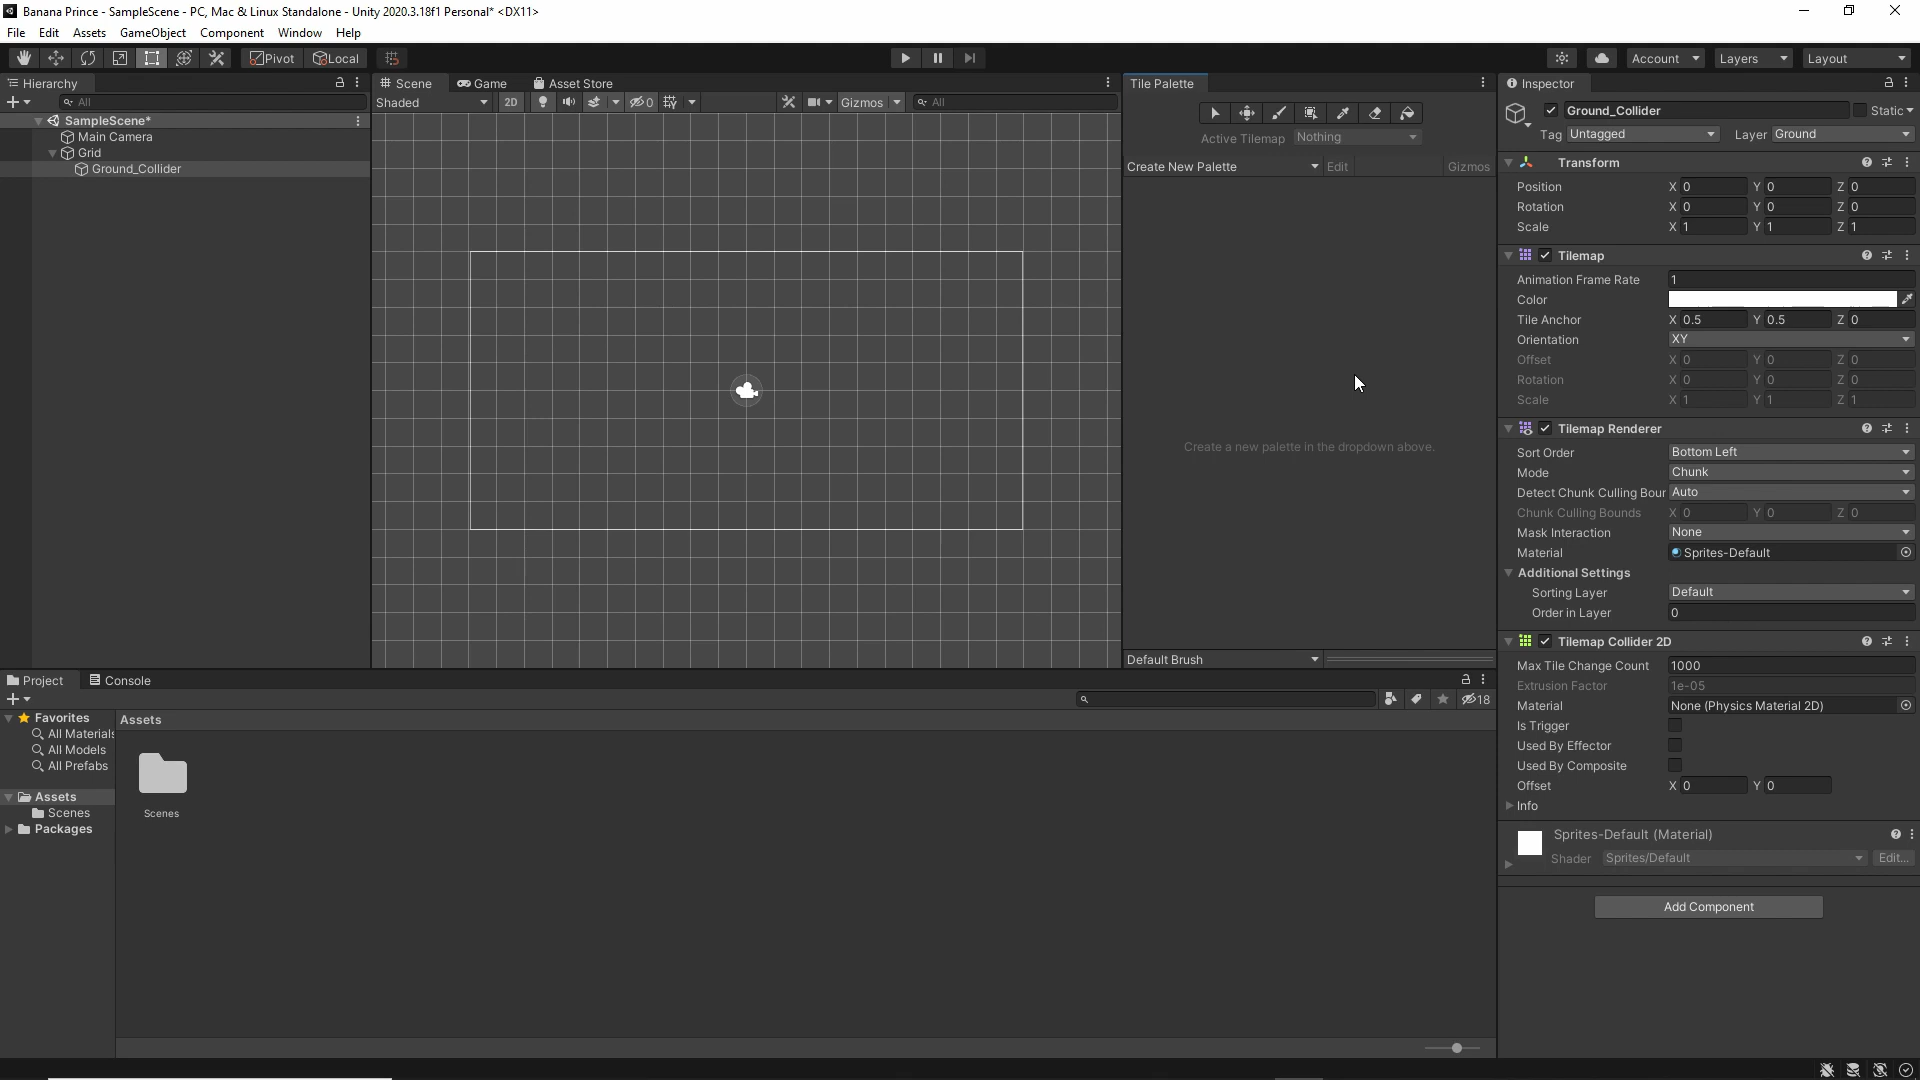 Banana Prince - SampleScene - PC, Mac & Linux Standalone - Unity 2020.3.18f1 Personal* <DX11>
File Edit Assets GameObject Component Window Help
Pivot Local
Account Layers Layout
Hierarchy
All
SampleScene*
Main Camera
Grid
Ground_Collider
Scene Game Asset Store
Shaded 2D 0 Gizmos All
Tile Palette
Active Tilemap Nothing
Create New Palette Edit Gizmos
Create a new palette in the dropdown above.
Default Brush
Inspector
Ground_Collider Static
Tag Untagged Layer Ground
Transform
Position X 0 Y 0 Z 0
Rotation X 0 Y 0 Z 0
Scale X 1 Y 1 Z 1
Tilemap
Animation Frame Rate 1
Color
Tile Anchor X 0.5 Y 0.5 Z 0
Orientation XY
Offset X 0 Y 0 Z 0
Rotation X 0 Y 0 Z 0
Scale X 1 Y 1 Z 1
Tilemap Renderer
Sort Order Bottom Left
Mode Chunk
Detect Chunk Culling Bour Auto
Chunk Culling Bounds X 0 Y 0 Z 0
Mask Interaction None
Material Sprites-Default
Additional Settings
Sorting Layer Default
Order in Layer 0
Tilemap Collider 2D
Max Tile Change Count 1000
Extrusion Factor 1e-05
Material None (Physics Material 2D)
Is Trigger
Used By Effector
Used By Composite
Offset X 0 Y 0
Info
Sprites-Default (Material)
Shader Sprites/Default Edit...
Add Component
Project Console
18
Favorites
All Materials
All Models
All Prefabs
Assets
Scenes
Packages
Assets
Scenes